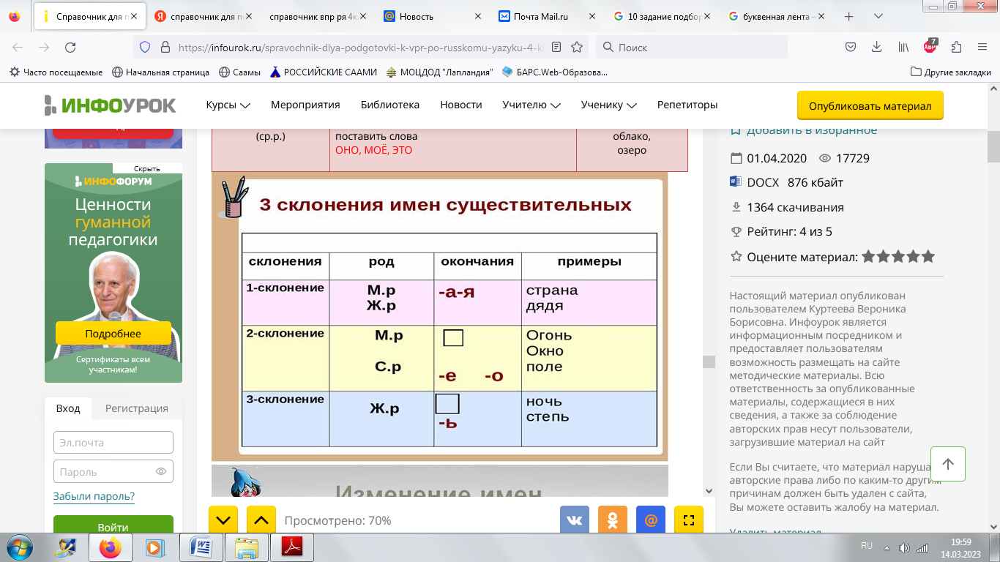 Справочник для п
справочник для п
справочник впр ря 4к
Новость
Почта Mail.ru
10 задание подбор
буквенная лента –
https://infourok.ru/spravochnik-dlya-podgotovki-k-vpr-po-russkomu-yazyku-4-k
Поиск
7
Часто посещаемые
Начальная страница
Саамы
РОССИЙСКИЕ СААМИ
МОЦДОД "Лапландия"
БАРС.Web-Образова...
Другие закладки
ИНФОУРОК
Курсы
Мероприятия
Библиотека
Новости
Учителю
Ученику
Репетиторы
Опубликовать материал
(ср.р.)
поставить слова
ОНО, МОЁ, ЭТО
облако,
озеро
3 склонения имен существительных
склонения род окончания примеры
1-склонение М.р Ж.р -а-я страна дядя
2-склонение М.р С.р -е -о Огонь Окно поле
3-склонение Ж.р -ь ночь степь
Изменение имен
Скрыть
ИНФОФОРУМ
Ценности
гуманной
педагогики
Подробнее
Сертификаты всем
участникам!
Вход
Регистрация
Эл.почта
Пароль
Забыли пароль?
Войти
Просмотрено: 70%
Добавить в избранное
01.04.2020 17729
DOCX 876 кбайт
1364 скачивания
Рейтинг: 4 из 5
Оцените материал:
Настоящий материал опубликован
пользователем Куртеева Вероника
Борисовна. Инфоурок является
информационным посредником и
предоставляет пользователям
возможность размещать на сайте
методические материалы. Всю
ответственность за опубликованные
материалы, содержащиеся в них
сведения, а также за соблюдение
авторских прав несут пользователи,
загрузившие материал на сайт
Если Вы считаете, что материал наруша
авторские права либо по каким-то другим
причинам должен быть удален с сайта,
Вы можете оставить жалобу на материал.
Удалить материал
RU
19:59
14.03.2023